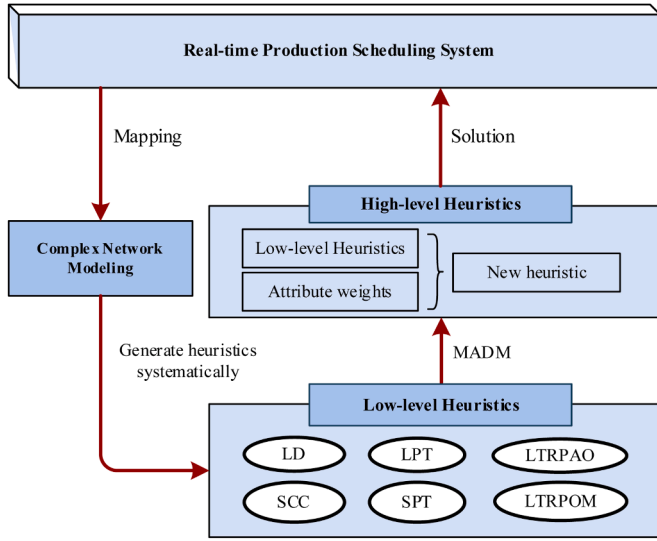 Real-time Production Scheduling System
Mapping
Solution
High-level Heuristics
Complex Network
Modeling
Low-level Heuristics
Attribute weights
New heuristic
Generate heuristics
systematically
MADM
Low-level Heuristics
LD
LPT
LTRPAO
SCC
SPT
LTRPOM